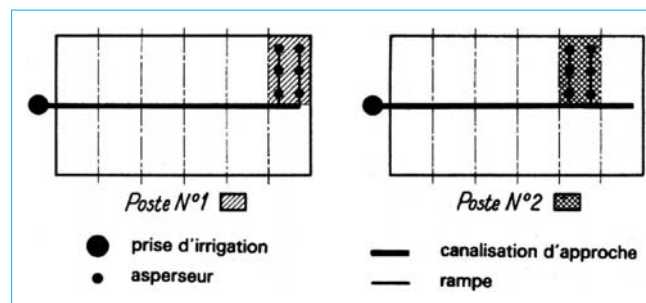 Poste N°1
Poste N°2
prise d'irrigation
canalisation d'approche
asperseur
rampe